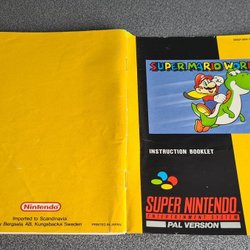 SUPER MARIO WORLD
INSTRUCTION BOOKLET
Nintendo
Imported to Scandinavia
Bergsala AB, Kungsbacka Sweden
PRINTED IN JAPAN
SUPER NINTENDO
ENTERTAINMENT SYSTEM
PAL VERSION